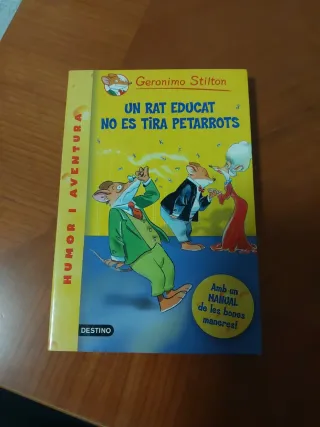 Geronimo Stilton
UN RAT EDUCAT
NO ES TIRA PETARROTS
HUMOR I AVENTURA
Amb un
MANUAL
de les bones
maneres!
DESTINO